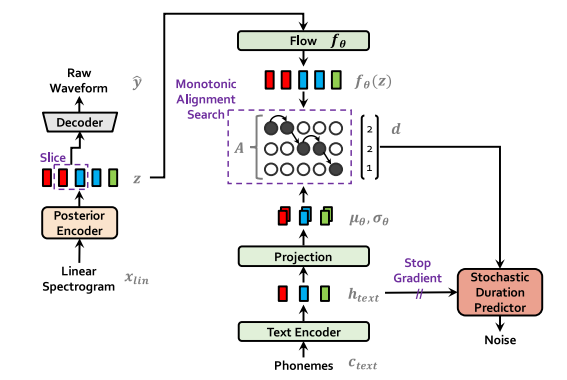 Flow f_θ
Raw
Waveform
ŷ
Monotonic
Alignment
Search
f_θ(z)
Decoder
Slice
A
2
2
1
d
z
Posterior
Encoder
μ_θ, σ_θ
Linear
Spectrogram
x_lin
Projection
Stop
Gradient
Stochastic
Duration
Predictor
h_text
Text Encoder
Noise
Phonemes
c_text